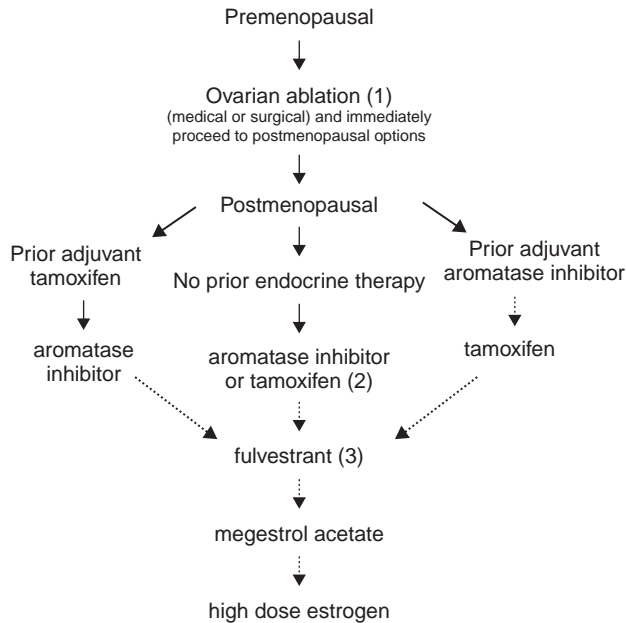 Premenopausal
Ovarian ablation (1)
(medical or surgical) and immediately
proceed to postmenopausal options
Postmenopausal
Prior adjuvant
tamoxifen
No prior endocrine therapy
Prior adjuvant
aromatase inhibitor
aromatase
inhibitor
aromatase inhibitor
or tamoxifen (2)
tamoxifen
fulvestrant (3)
megestrol acetate
high dose estrogen